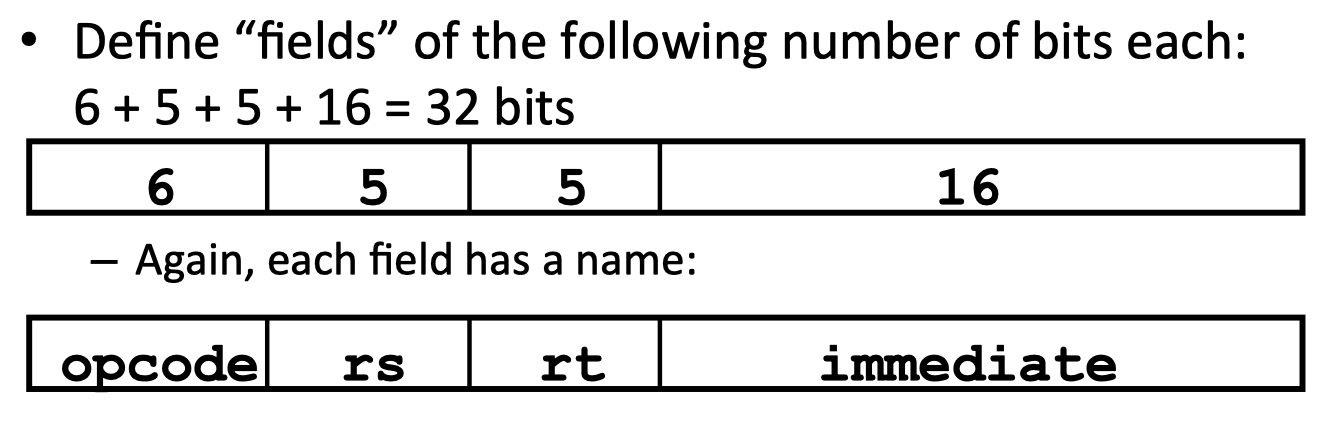 • Define “fields” of the following number of bits each:
6 + 5 + 5 + 16 = 32 bits
6 5 5 16
– Again, each field has a name:
opcode rs rt immediate